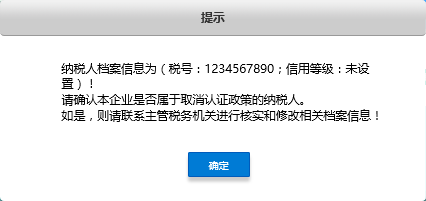 提示
纳税人档案信息为（税号：1234567890；信用等级：未设
置）！
请确认本企业是否属于取消认证政策的纳税人。
如是，则请联系主管税务机关进行核实和修改相关档案信息！
确定